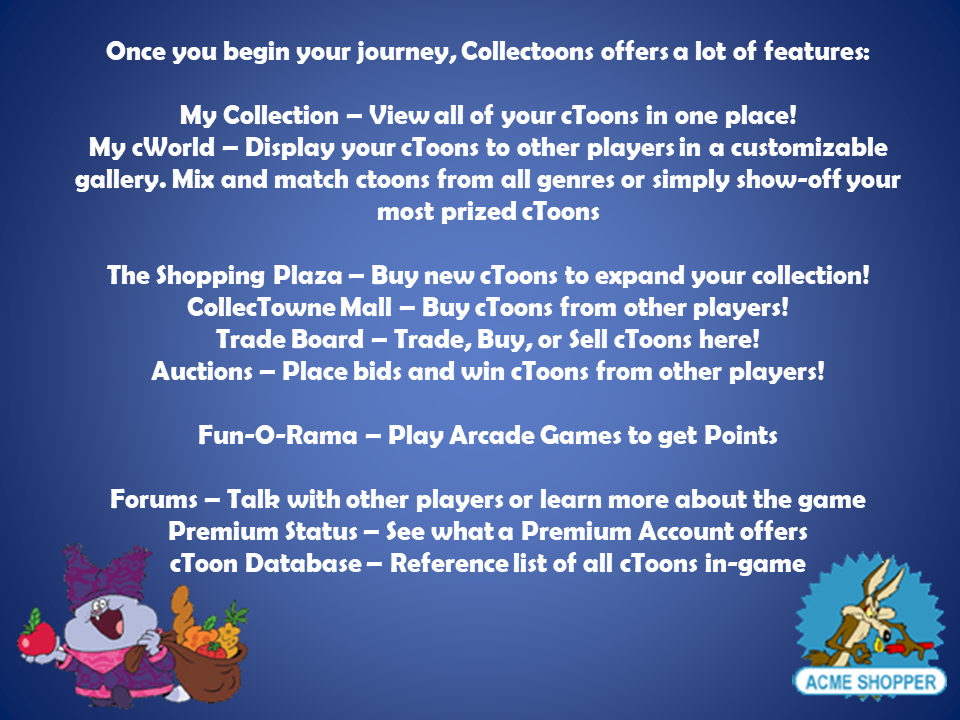 Once you begin your journey, Collectoons offers a lot of features:
My Collection – View all of your cToons in one place!
My cWorld – Display your cToons to other players in a customizable
gallery. Mix and match ctoons from all genres or simply show-off your
most prized cToons
The Shopping Plaza – Buy new cToons to expand your collection!
CollecTowne Mall – Buy cToons from other players!
Trade Board – Trade, Buy, or Sell cToons here!
Auctions – Place bids and win cToons from other players!
Fun-O-Rama – Play Arcade Games to get Points
Forums – Talk with other players or learn more about the game
Premium Status – See what a Premium Account offers
cToon Database – Reference list of all cToons in-game
ACME SHOPPER